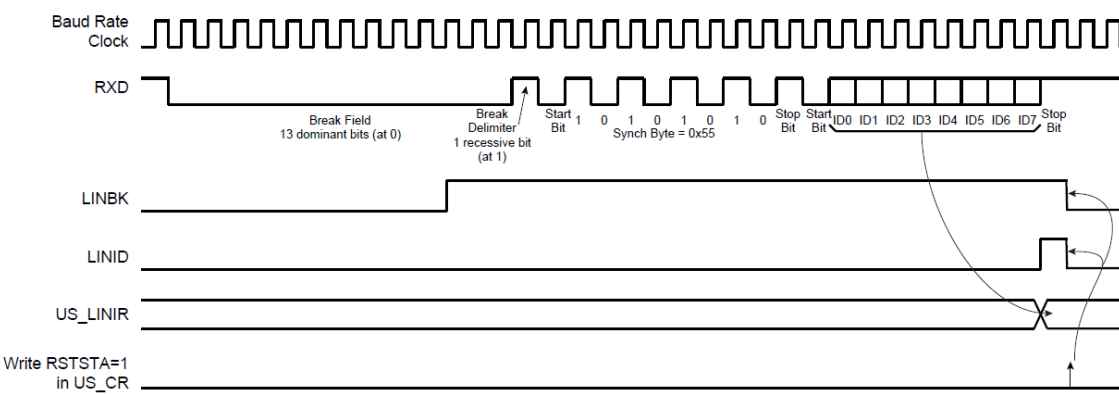 Baud Rate
Clock
RXD
Break Field
13 dominant bits (at 0)
Break
Delimiter
1 recessive bit
(at 1)
Start
Bit
1 0 1 0 1 0 1 0
Synch Byte = 0x55
Stop
Bit
Start
Bit
ID0 ID1 ID2 ID3 ID4 ID5 ID6 ID7
Stop
Bit
LINBK
LINID
US_LINIR
Write RSTSTA=1
in US_CR